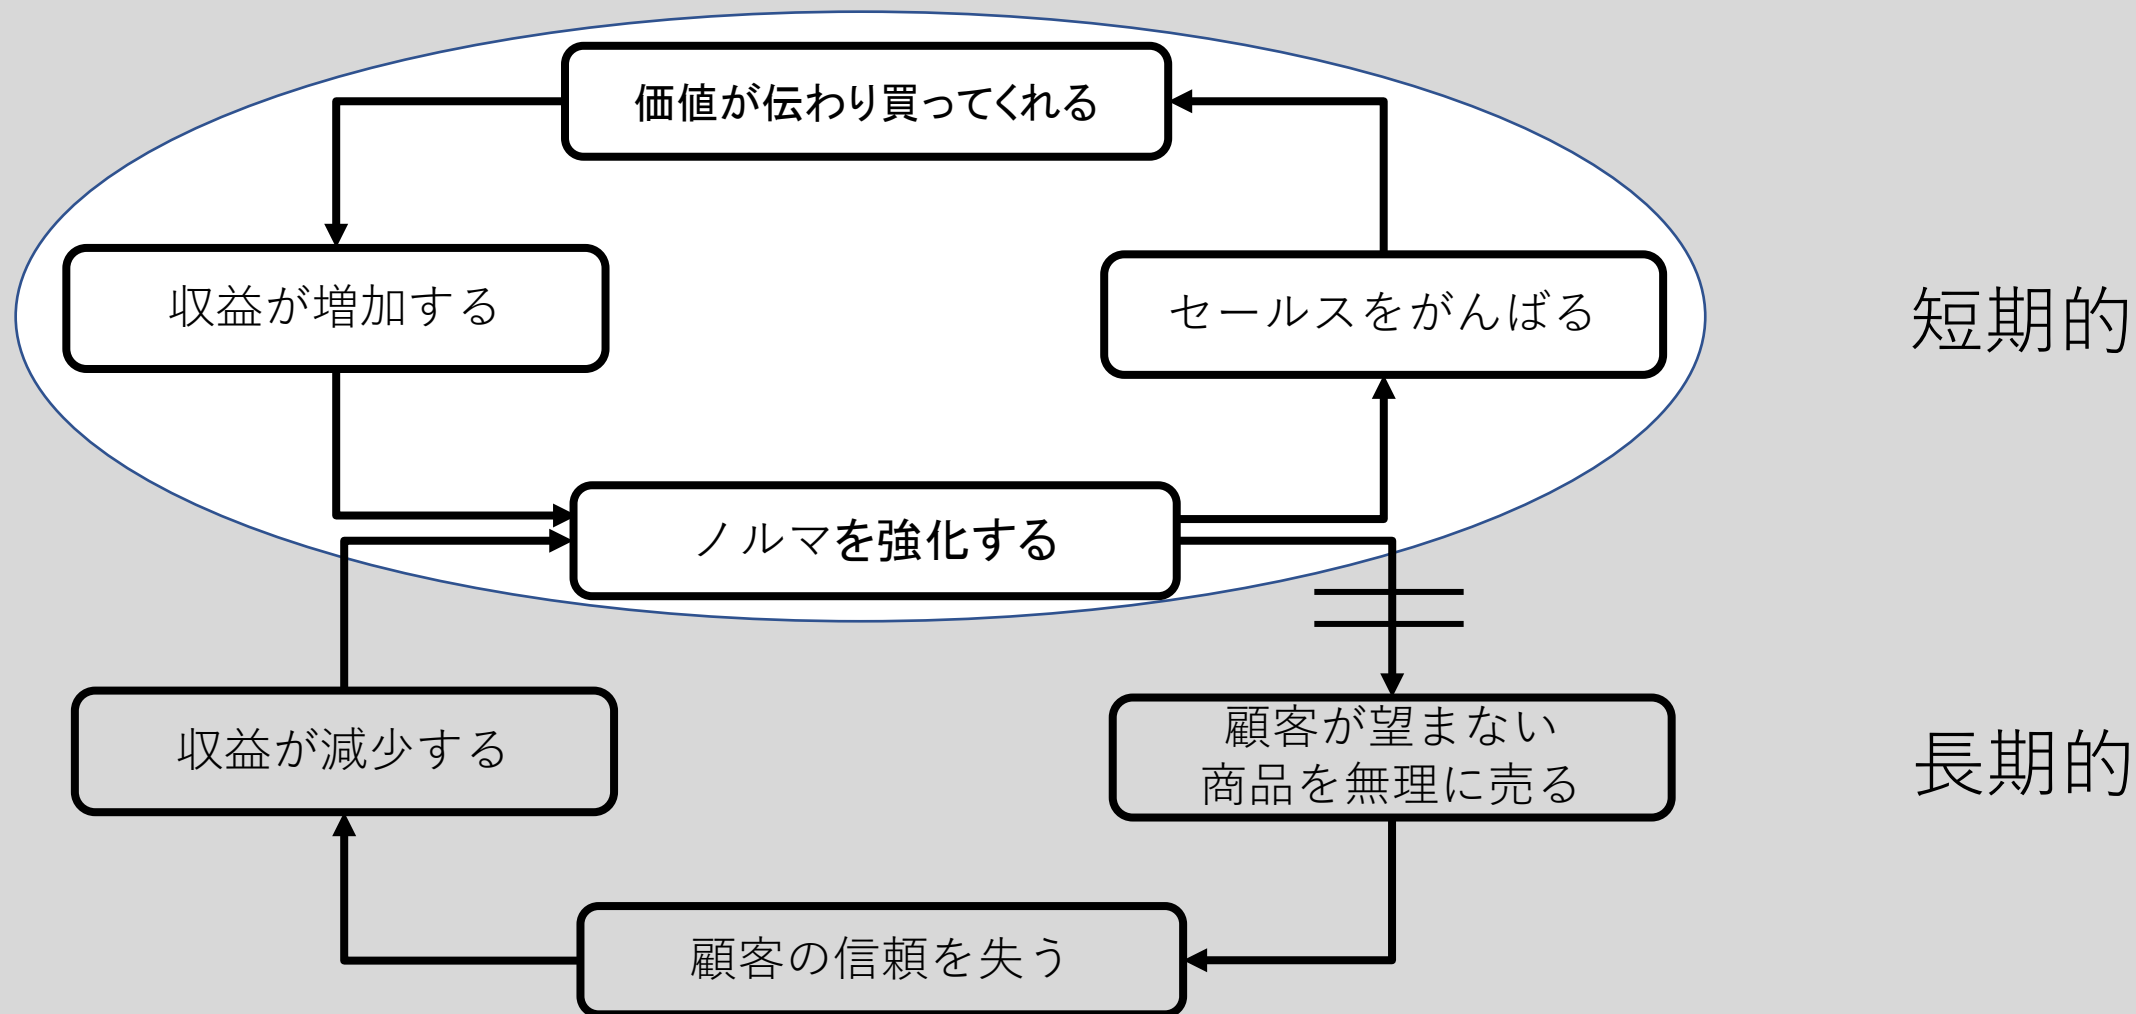 価値が伝わり買ってくれる
収益が増加する
セールスをがんばる
短期的
ノルマを強化する
収益が減少する
顧客が望まない
商品を無理に売る
長期的
顧客の信頼を失う